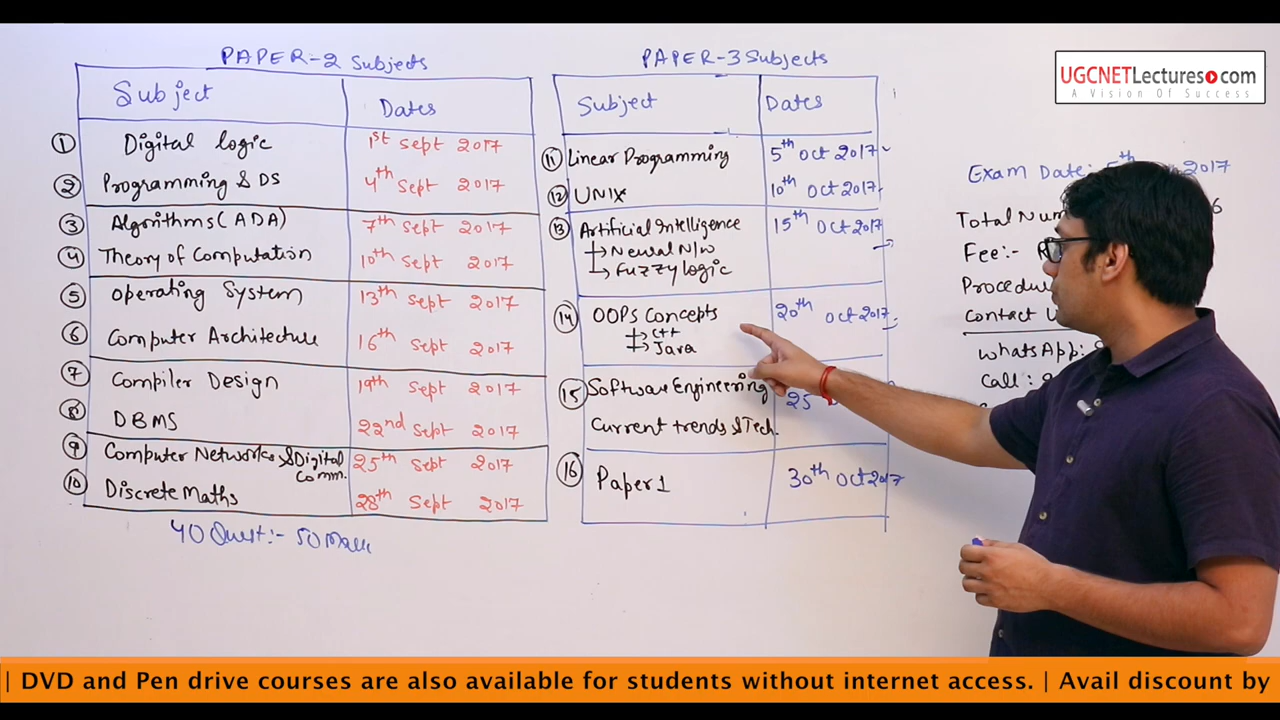 PAPER-2 Subjects
Subject Dates
1 Digital logic 1st Sept 2017
2 Programming & DS 4th Sept 2017
3 Algorithms (ADA) 7th Sept 2017
4 Theory of Computation 10th Sept 2017
5 Operating System 13th Sept 2017
6 Computer Architecture 16th Sept 2017
7 Compiler Design 19th Sept 2017
8 DBMS 22nd Sept 2017
9 Computer Networks & Digital Comm. 25th Sept 2017
10 Discrete Maths 28th Sept 2017
40 Quest:- 50 
PAPER-3 Subjects
Subject Dates
11 Linear Programming 5th Oct 2017
12 UNIX 10th Oct 2017
13 Artificial Intelligence 15th Oct 2017
→ Neural N/w
→ Fuzzy logic
14 OOPs Concepts 20th Oct 2017
→ C++
→ Java
15 Software Engineering 25
Current trends & Tech.
16 Paper 1 30th Oct 2017
UGCNETLectures.com
A Vision Of Success
Exam Date: 5th 2017
Total
Fee:-
Contact
WhatsApp:
Call:
| DVD and Pen drive courses are also available for students without internet access. | Avail discount by